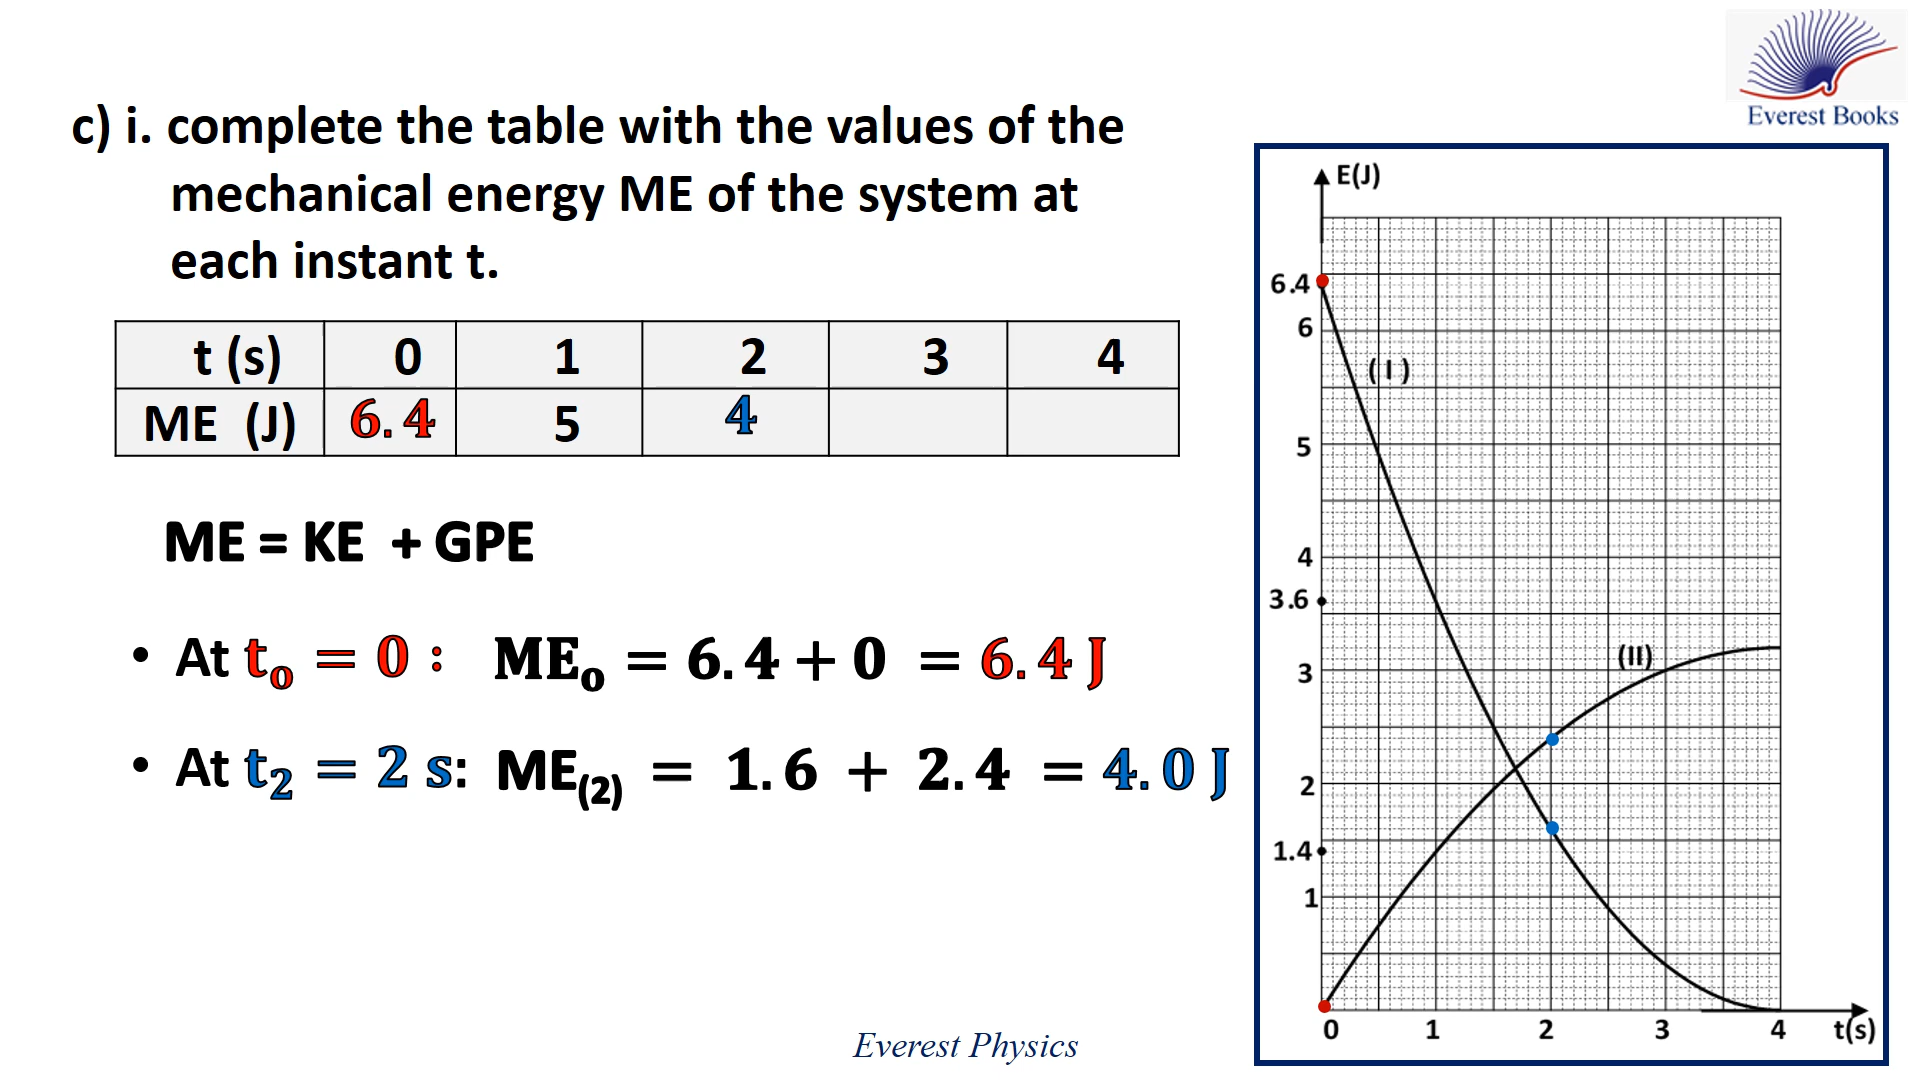 Everest Books
c) i. complete the table with the values of the
mechanical energy ME of the system at
each instant t.
t (s) 0 1 2 3 4
ME (J) 6.4 5 4
ME = KE + GPE
• At t₀ = 0 : ME₀ = 6.4 + 0 = 6.4 J
• At t₂ = 2 s: ME₍₂₎ = 1.6 + 2.4 = 4.0 J
E(J)
6.4
6
( I )
5
4
3.6
(II)
3
2
1.4
1
0 1 2 3 4 t(s)
Everest Physics